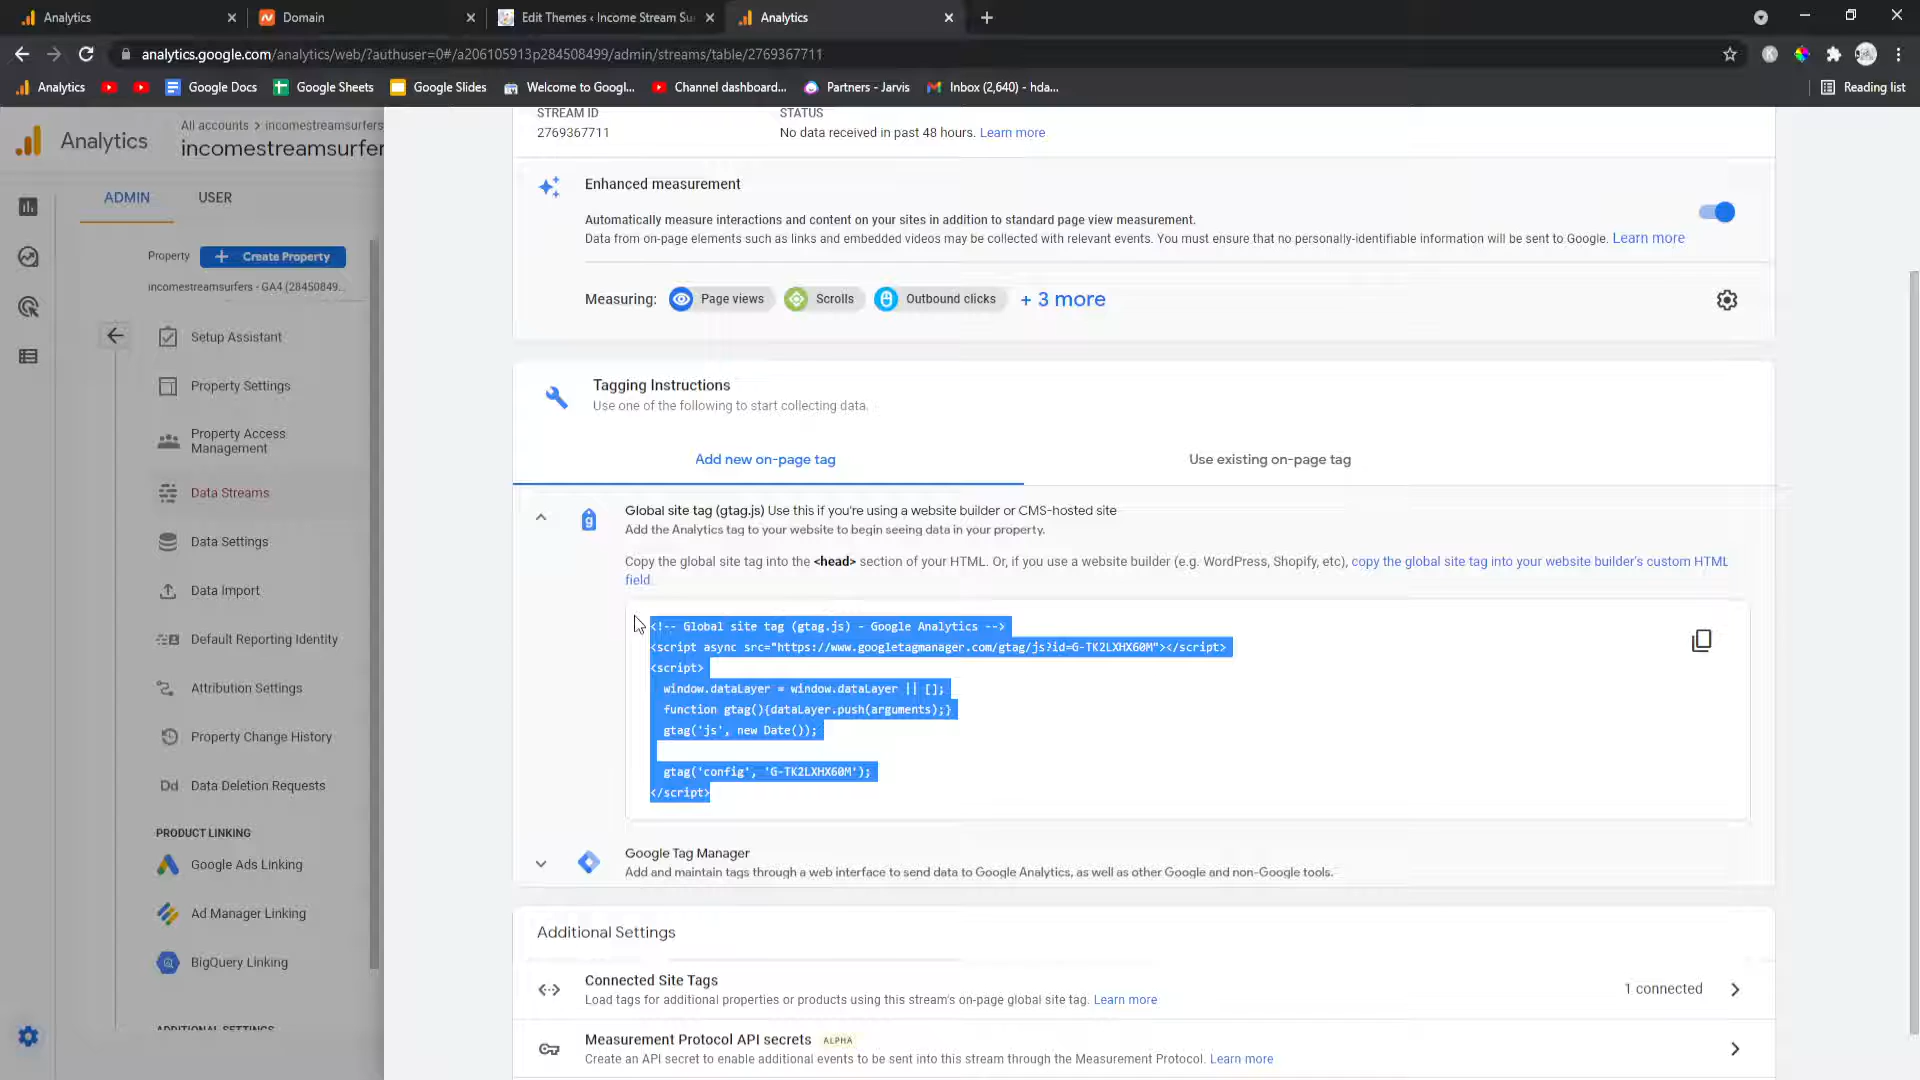 Analytics
Domain
Edit Themes ‹ Income Stream Su
Analytics
analytics.google.com/analytics/web/?authuser=0#/a206105913p284508499/admin/streams/table/2769367711
Analytics
Google Docs
Google Sheets
Google Slides
Welcome to Googl...
Channel dashboard...
Partners - Jarvis
Inbox (2,640) - hda...
Reading list
Analytics
All accounts > incomestreamsurfers
incomestreamsurfer
ADMIN
USER
Property
+ Create Property
incomestreamsurfers - GA4 (28450849...
Setup Assistant
Property Settings
Property Access
Management
Data Streams
Data Settings
Data Import
Default Reporting Identity
Attribution Settings
Property Change History
Dd Data Deletion Requests
PRODUCT LINKING
Google Ads Linking
Ad Manager Linking
BigQuery Linking
ADDITIONAL SETTINGS
STREAM ID
2769367711
STATUS
No data received in past 48 hours. Learn more
Enhanced measurement
Automatically measure interactions and content on your sites in addition to standard page view measurement.
Data from on-page elements such as links and embedded videos may be collected with relevant events. You must ensure that no personally-identifiable information will be sent to Google. Learn more
Measuring:
Page views
Scrolls
Outbound clicks
+ 3 more
Tagging Instructions
Use one of the following to start collecting data.
Add new on-page tag
Use existing on-page tag
Global site tag (gtag.js) Use this if you're using a website builder or CMS-hosted site
Add the Analytics tag to your website to begin seeing data in your property.
Copy the global site tag into the <head> section of your HTML. Or, if you use a website builder (e.g. WordPress, Shopify, etc), copy the global site tag into your website builder's custom HTML
field.
<!-- Global site tag (gtag.js) - Google Analytics -->
<script async src="https://www.googletagmanager.com/gtag/js?id=G-TK2LXHX60M"></script>
<script>
window.dataLayer = window.dataLayer || [];
function gtag(){dataLayer.push(arguments);}
gtag('js', new Date());
gtag('config', 'G-TK2LXHX60M');
</script>
Google Tag Manager
Add and maintain tags through a web interface to send data to Google Analytics, as well as other Google and non-Google tools.
Additional Settings
Connected Site Tags
Load tags for additional properties or products using this stream's on-page global site tag. Learn more
1 connected
Measurement Protocol API secrets ALPHA
Create an API secret to enable additional events to be sent into this stream through the Measurement Protocol. Learn more